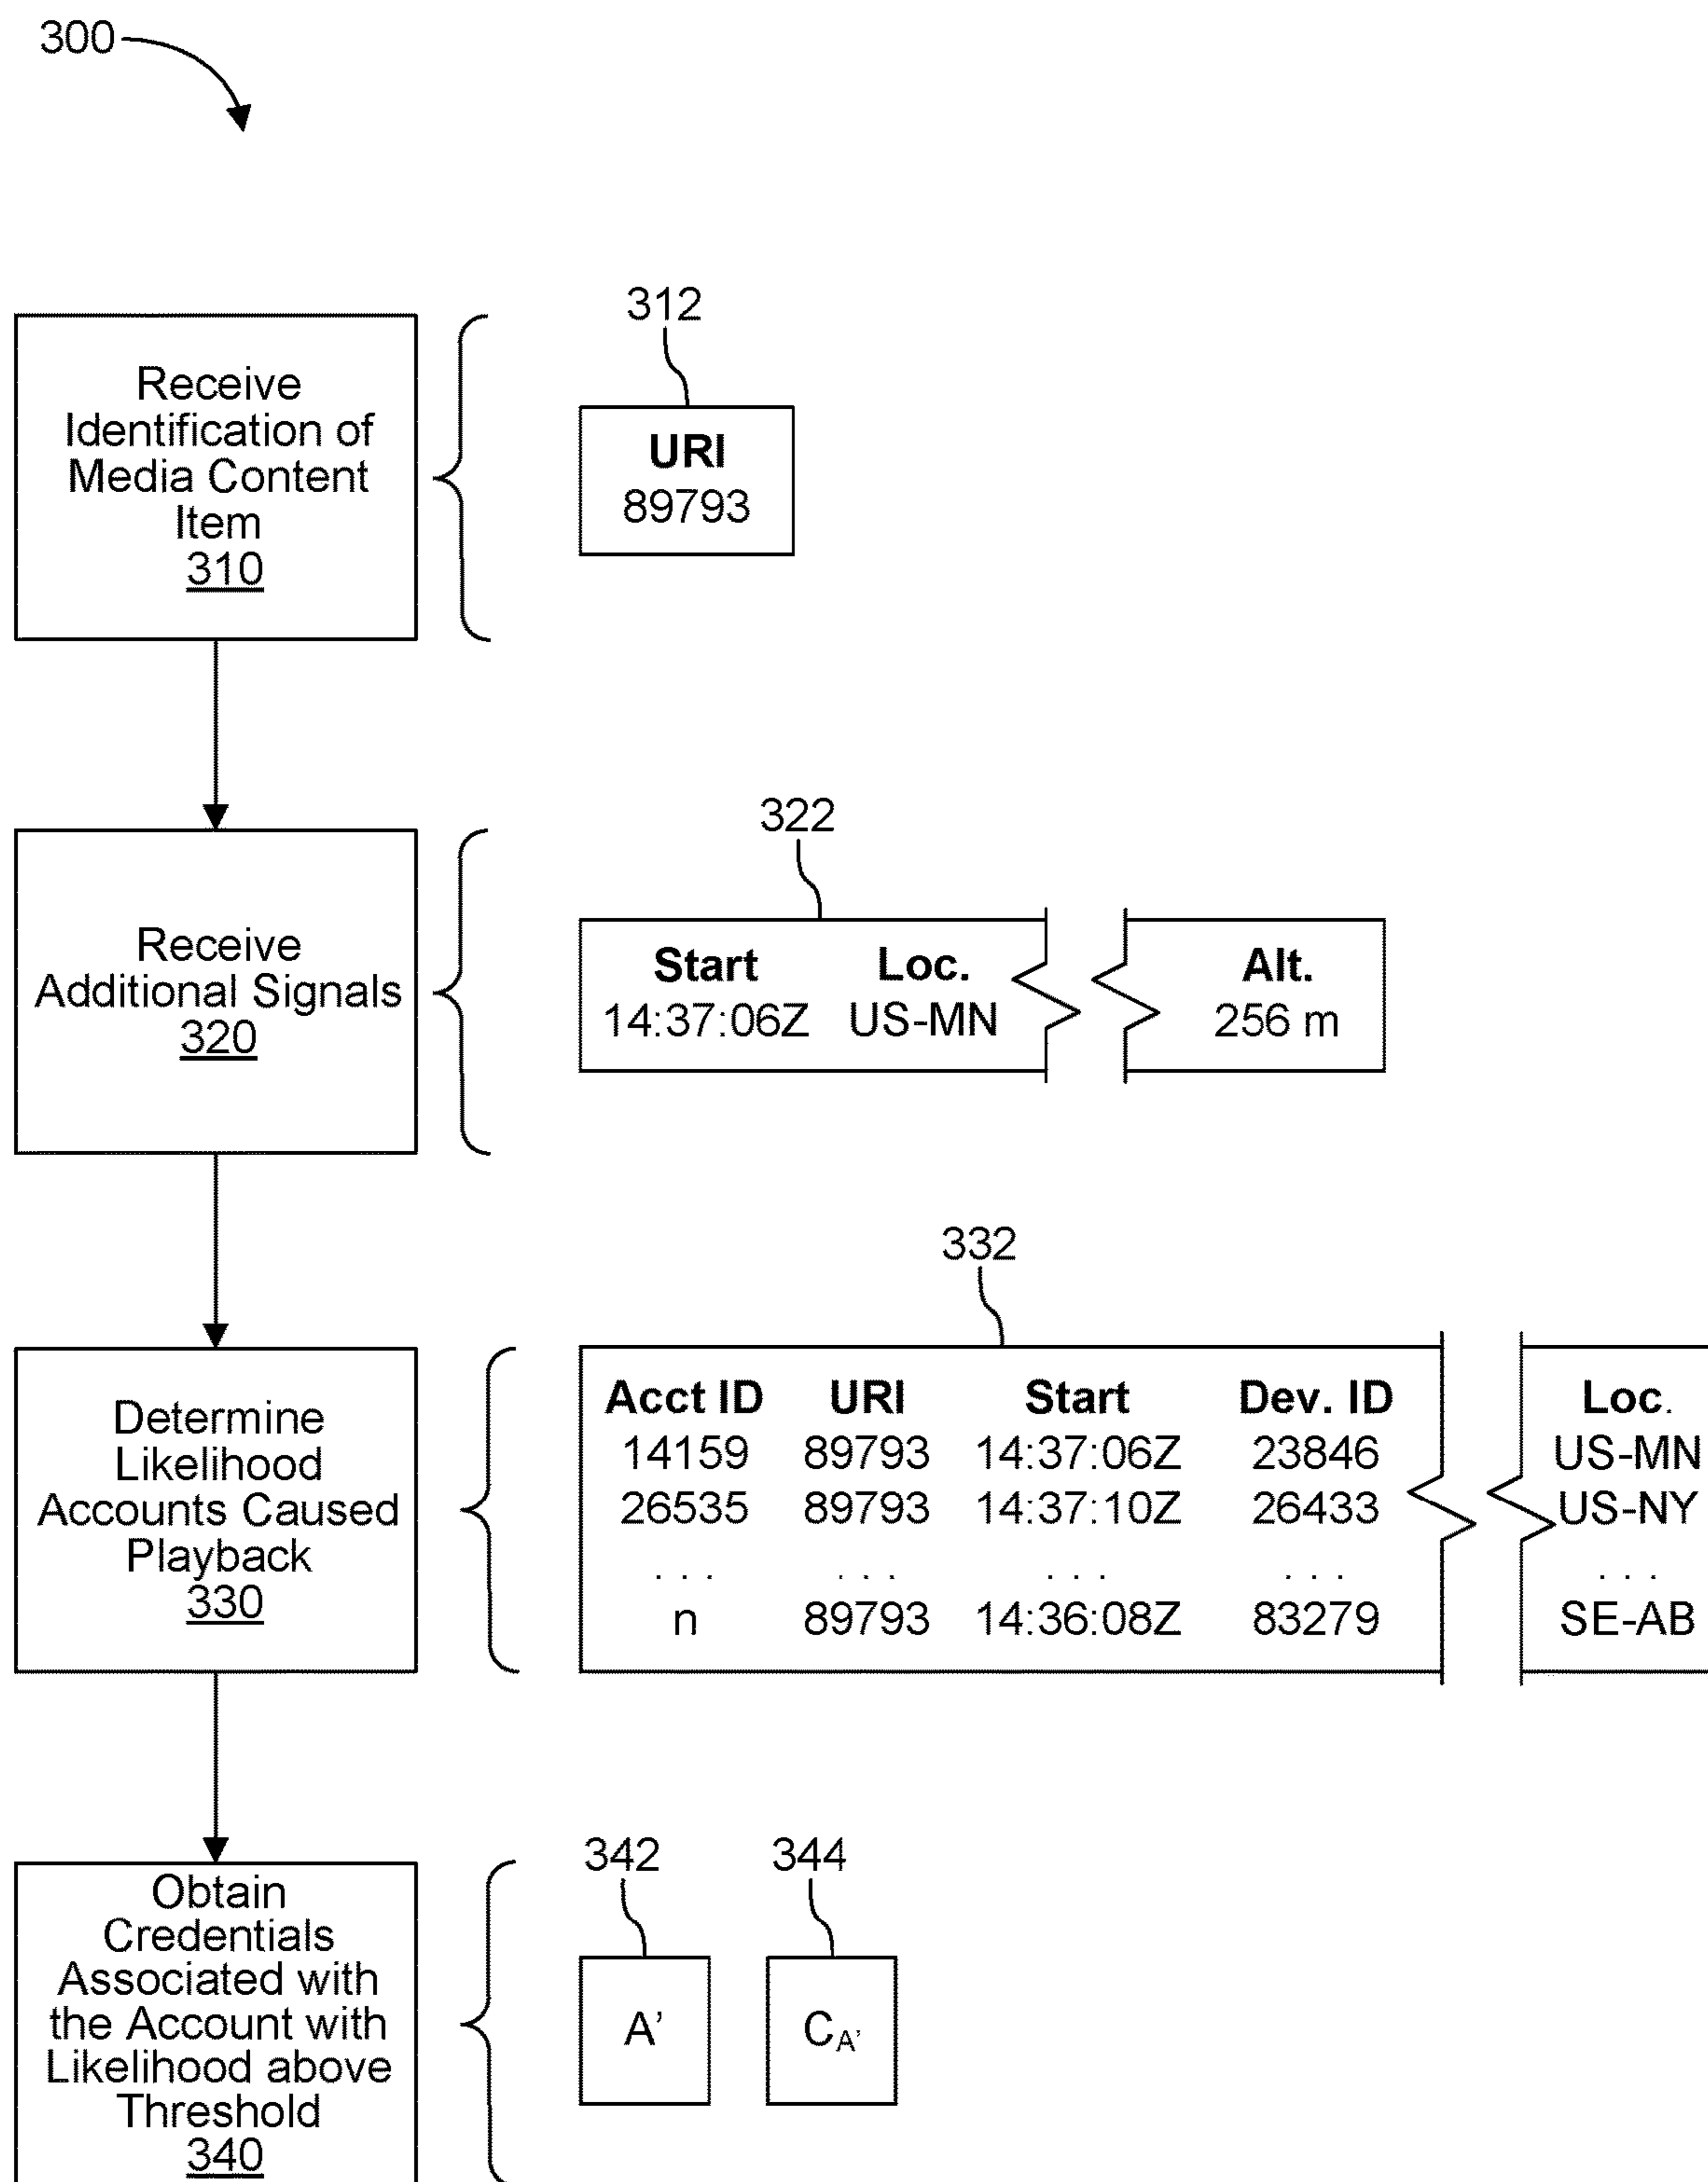 300
312
Receive
Identification of
Media Content
Item
310
URI
89793
322
Receive
Additional Signals
320
Start Loc. Alt.
14:37:06Z US-MN 256 m
332
Determine
Likelihood
Accounts Caused
Playback
330
Acct ID URI Start Dev. ID Loc.
14159 89793 14:37:06Z 23846 US-MN
26535 89793 14:37:10Z 26433 US-NY
. . . . . . . . . . . . . . .
n 89793 14:36:08Z 83279 SE-AB
342 344
Obtain
Credentials
Associated with
the Account with
Likelihood above
Threshold
340
A’ CA’